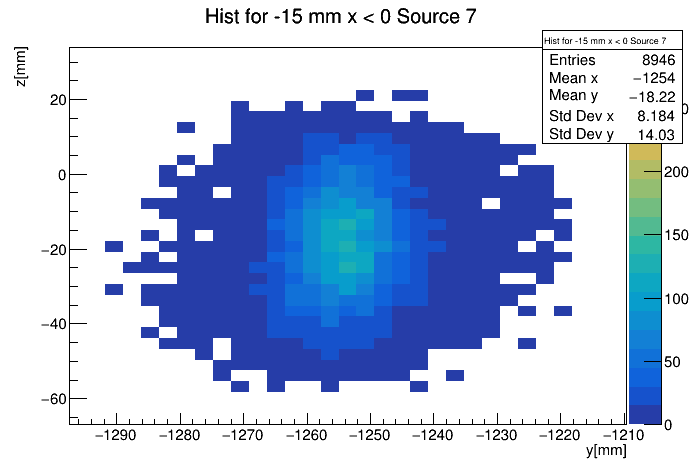 Hist for -15 mm x < 0 Source 7
Hist for -15 mm x < 0 Source 7
Entries 8946
Mean x −1254
Mean y −18.22
Std Dev x 8.184
Std Dev y 14.03
z[mm]
20
0
−20
−40
−60
−1290 −1280 −1270 −1260 −1250 −1240 −1230 −1220 −1210
y[mm]
200
150
100
50
0